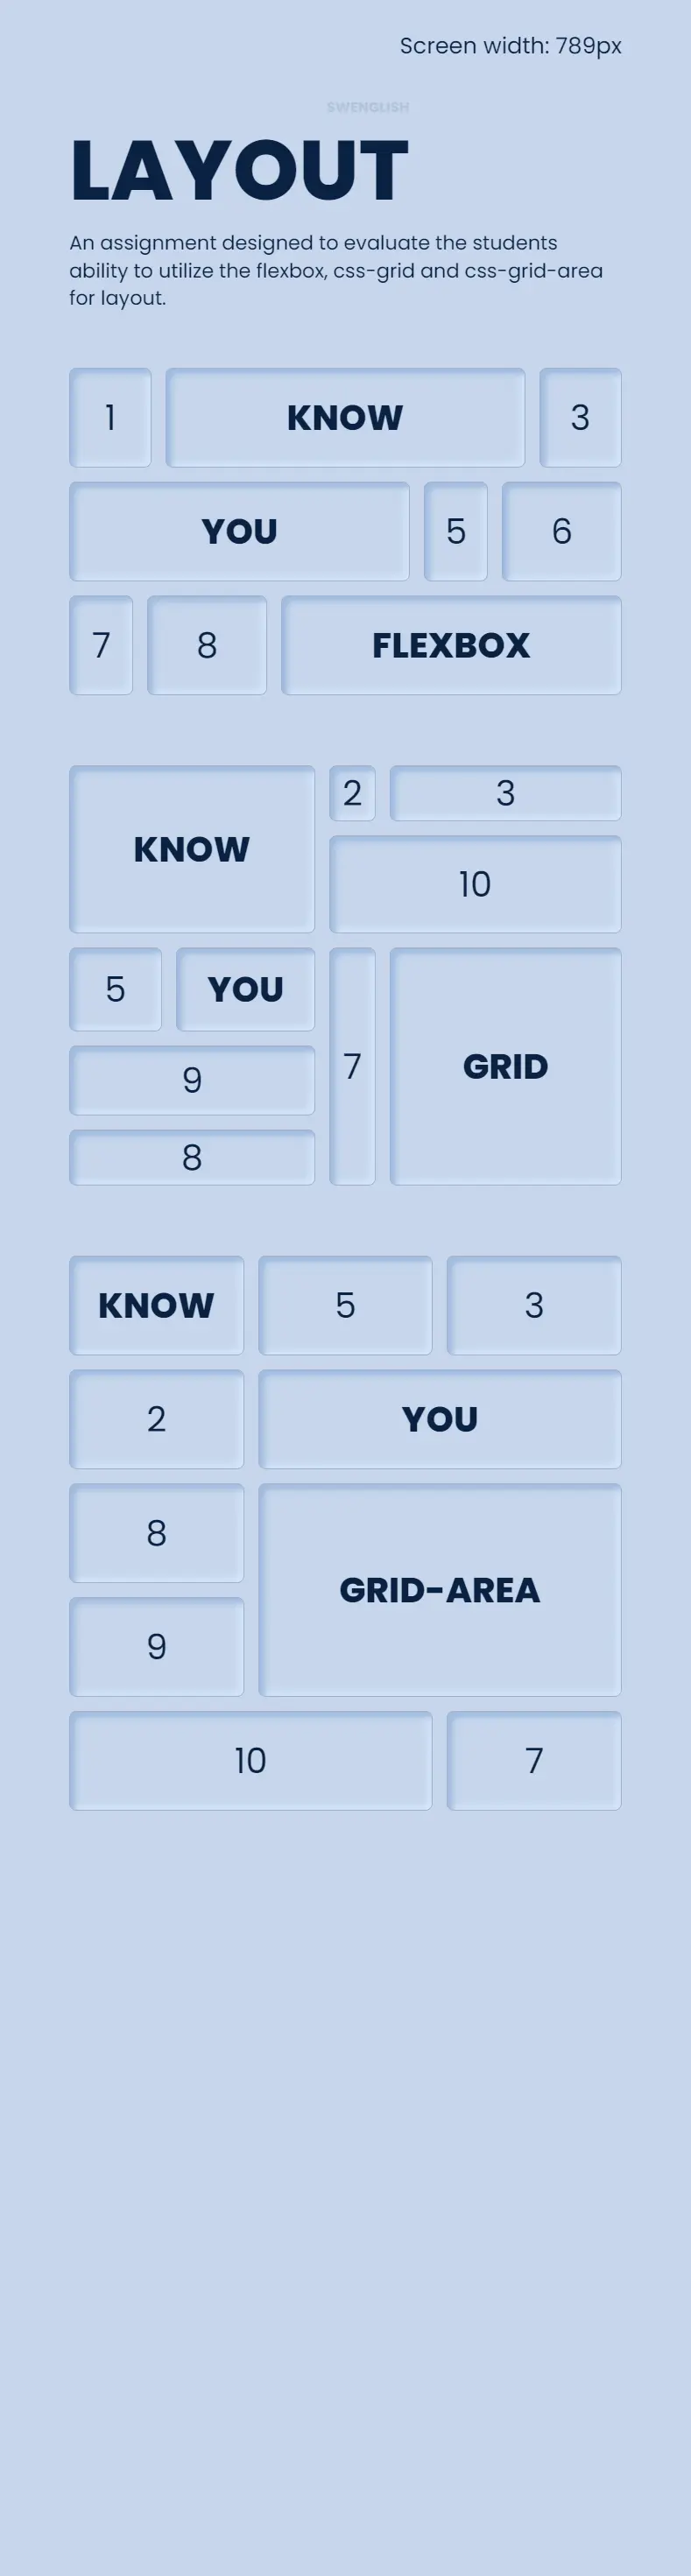 Screen width: 789px
SWENGLISH
LAYOUT
An assignment designed to evaluate the students
ability to utilize the flexbox, css-grid and css-grid-area
for layout.
1 KNOW 3
YOU 5 6
7 8 FLEXBOX
KNOW 2 3
10
5 YOU 7 GRID
9
8
KNOW 5 3
2 YOU
8 GRID-AREA
9
10 7